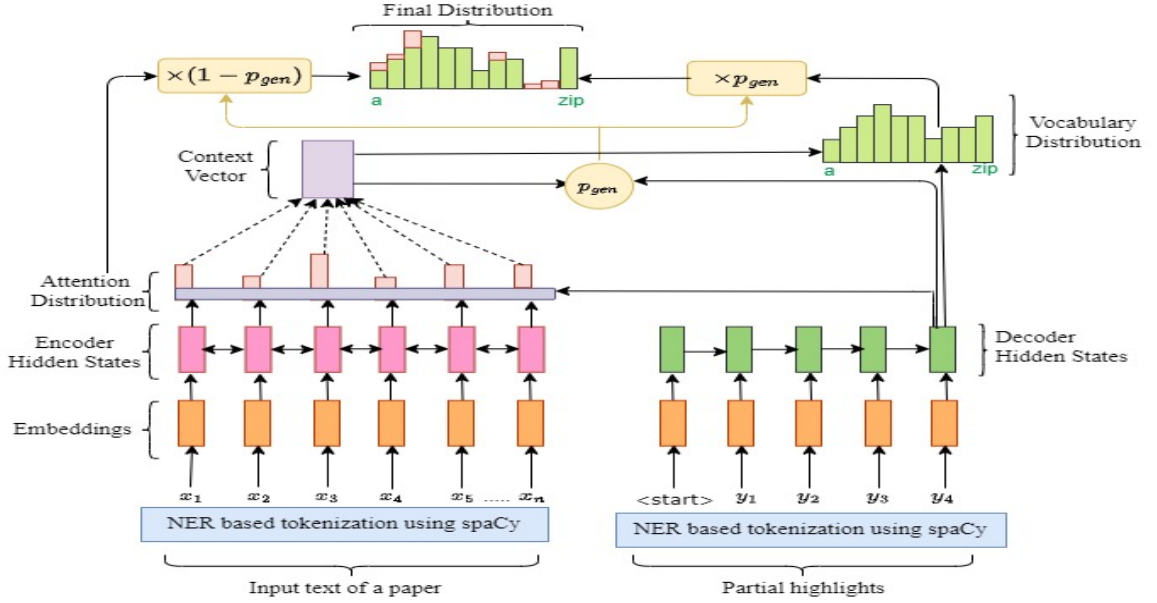 Final Distribution
×(1 − p_gen)
a
zip
×p_gen
Vocabulary
Distribution
a
zip
Context
Vector
p_gen
Attention
Distribution
Encoder
Hidden States
Decoder
Hidden States
Embeddings
x_1 x_2 x_3 x_4 x_5 ..... x_n
<start> y_1 y_2 y_3 y_4
NER based tokenization using spaCy
NER based tokenization using spaCy
Input text of a paper
Partial highlights